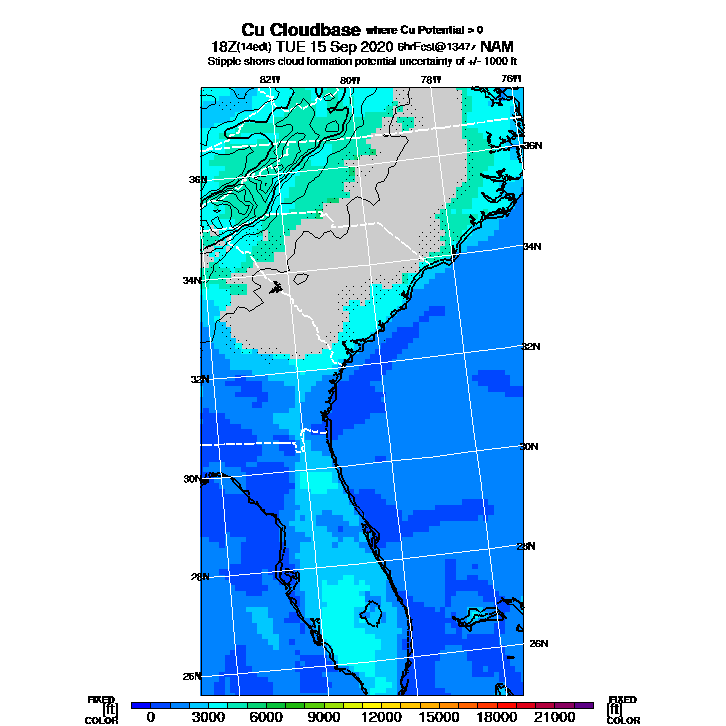 Cu Cloudbase where Cu Potential > 0
18Z(14edt) TUE 15 Sep 2020 6hrFcst@1347z NAM
Stipple shows cloud formation potential uncertainty of +/- 1000 ft
82W 80W 78W 76W
36N
36N
34N
34N
32N
32N
30N
30N
28N
28N
26N
26N
FIXED [ft] COLOR
0 3000 6000 9000 12000 15000 18000 21000
FIXED [ft] COLOR